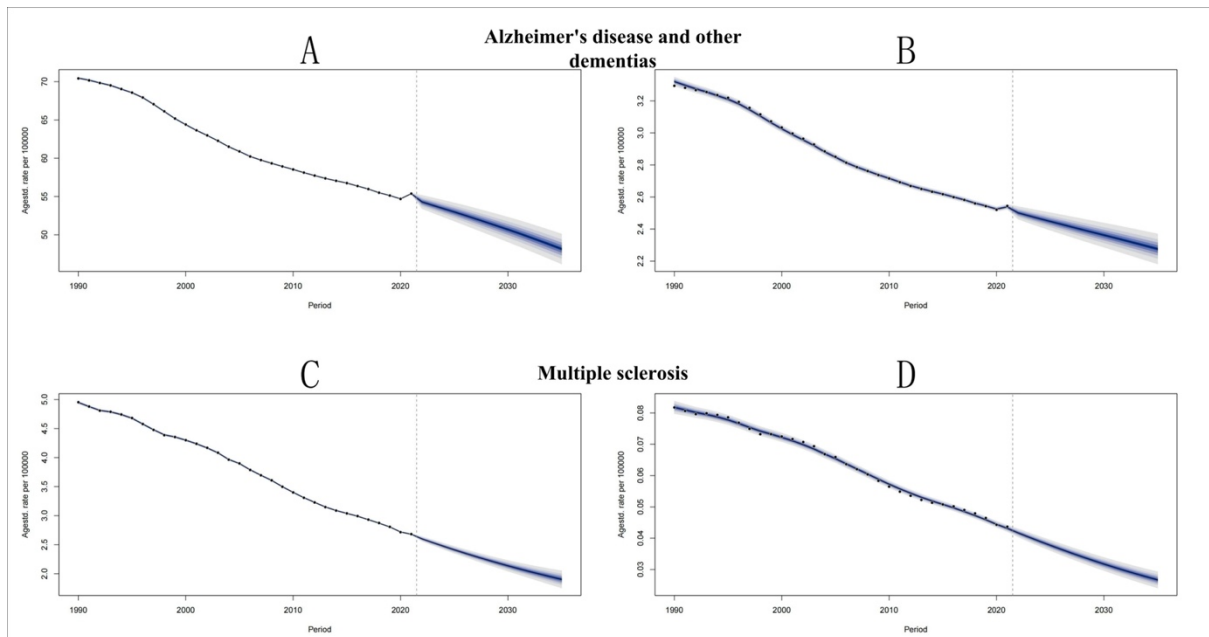 Alzheimer's disease and other
dementias
A
B
Agestd. rate per 100000
70
65
60
55
50
1990
2000
2010
2020
2030
Period
Agestd. rate per 100000
3.2
3.0
2.8
2.6
2.4
2.2
1990
2000
2010
2020
2030
Period
Multiple sclerosis
C
D
Agestd. rate per 100000
5.0
4.5
4.0
3.5
3.0
2.5
2.0
1990
2000
2010
2020
2030
Period
Agestd. rate per 100000
0.08
0.07
0.06
0.05
0.04
0.03
1990
2000
2010
2020
2030
Period